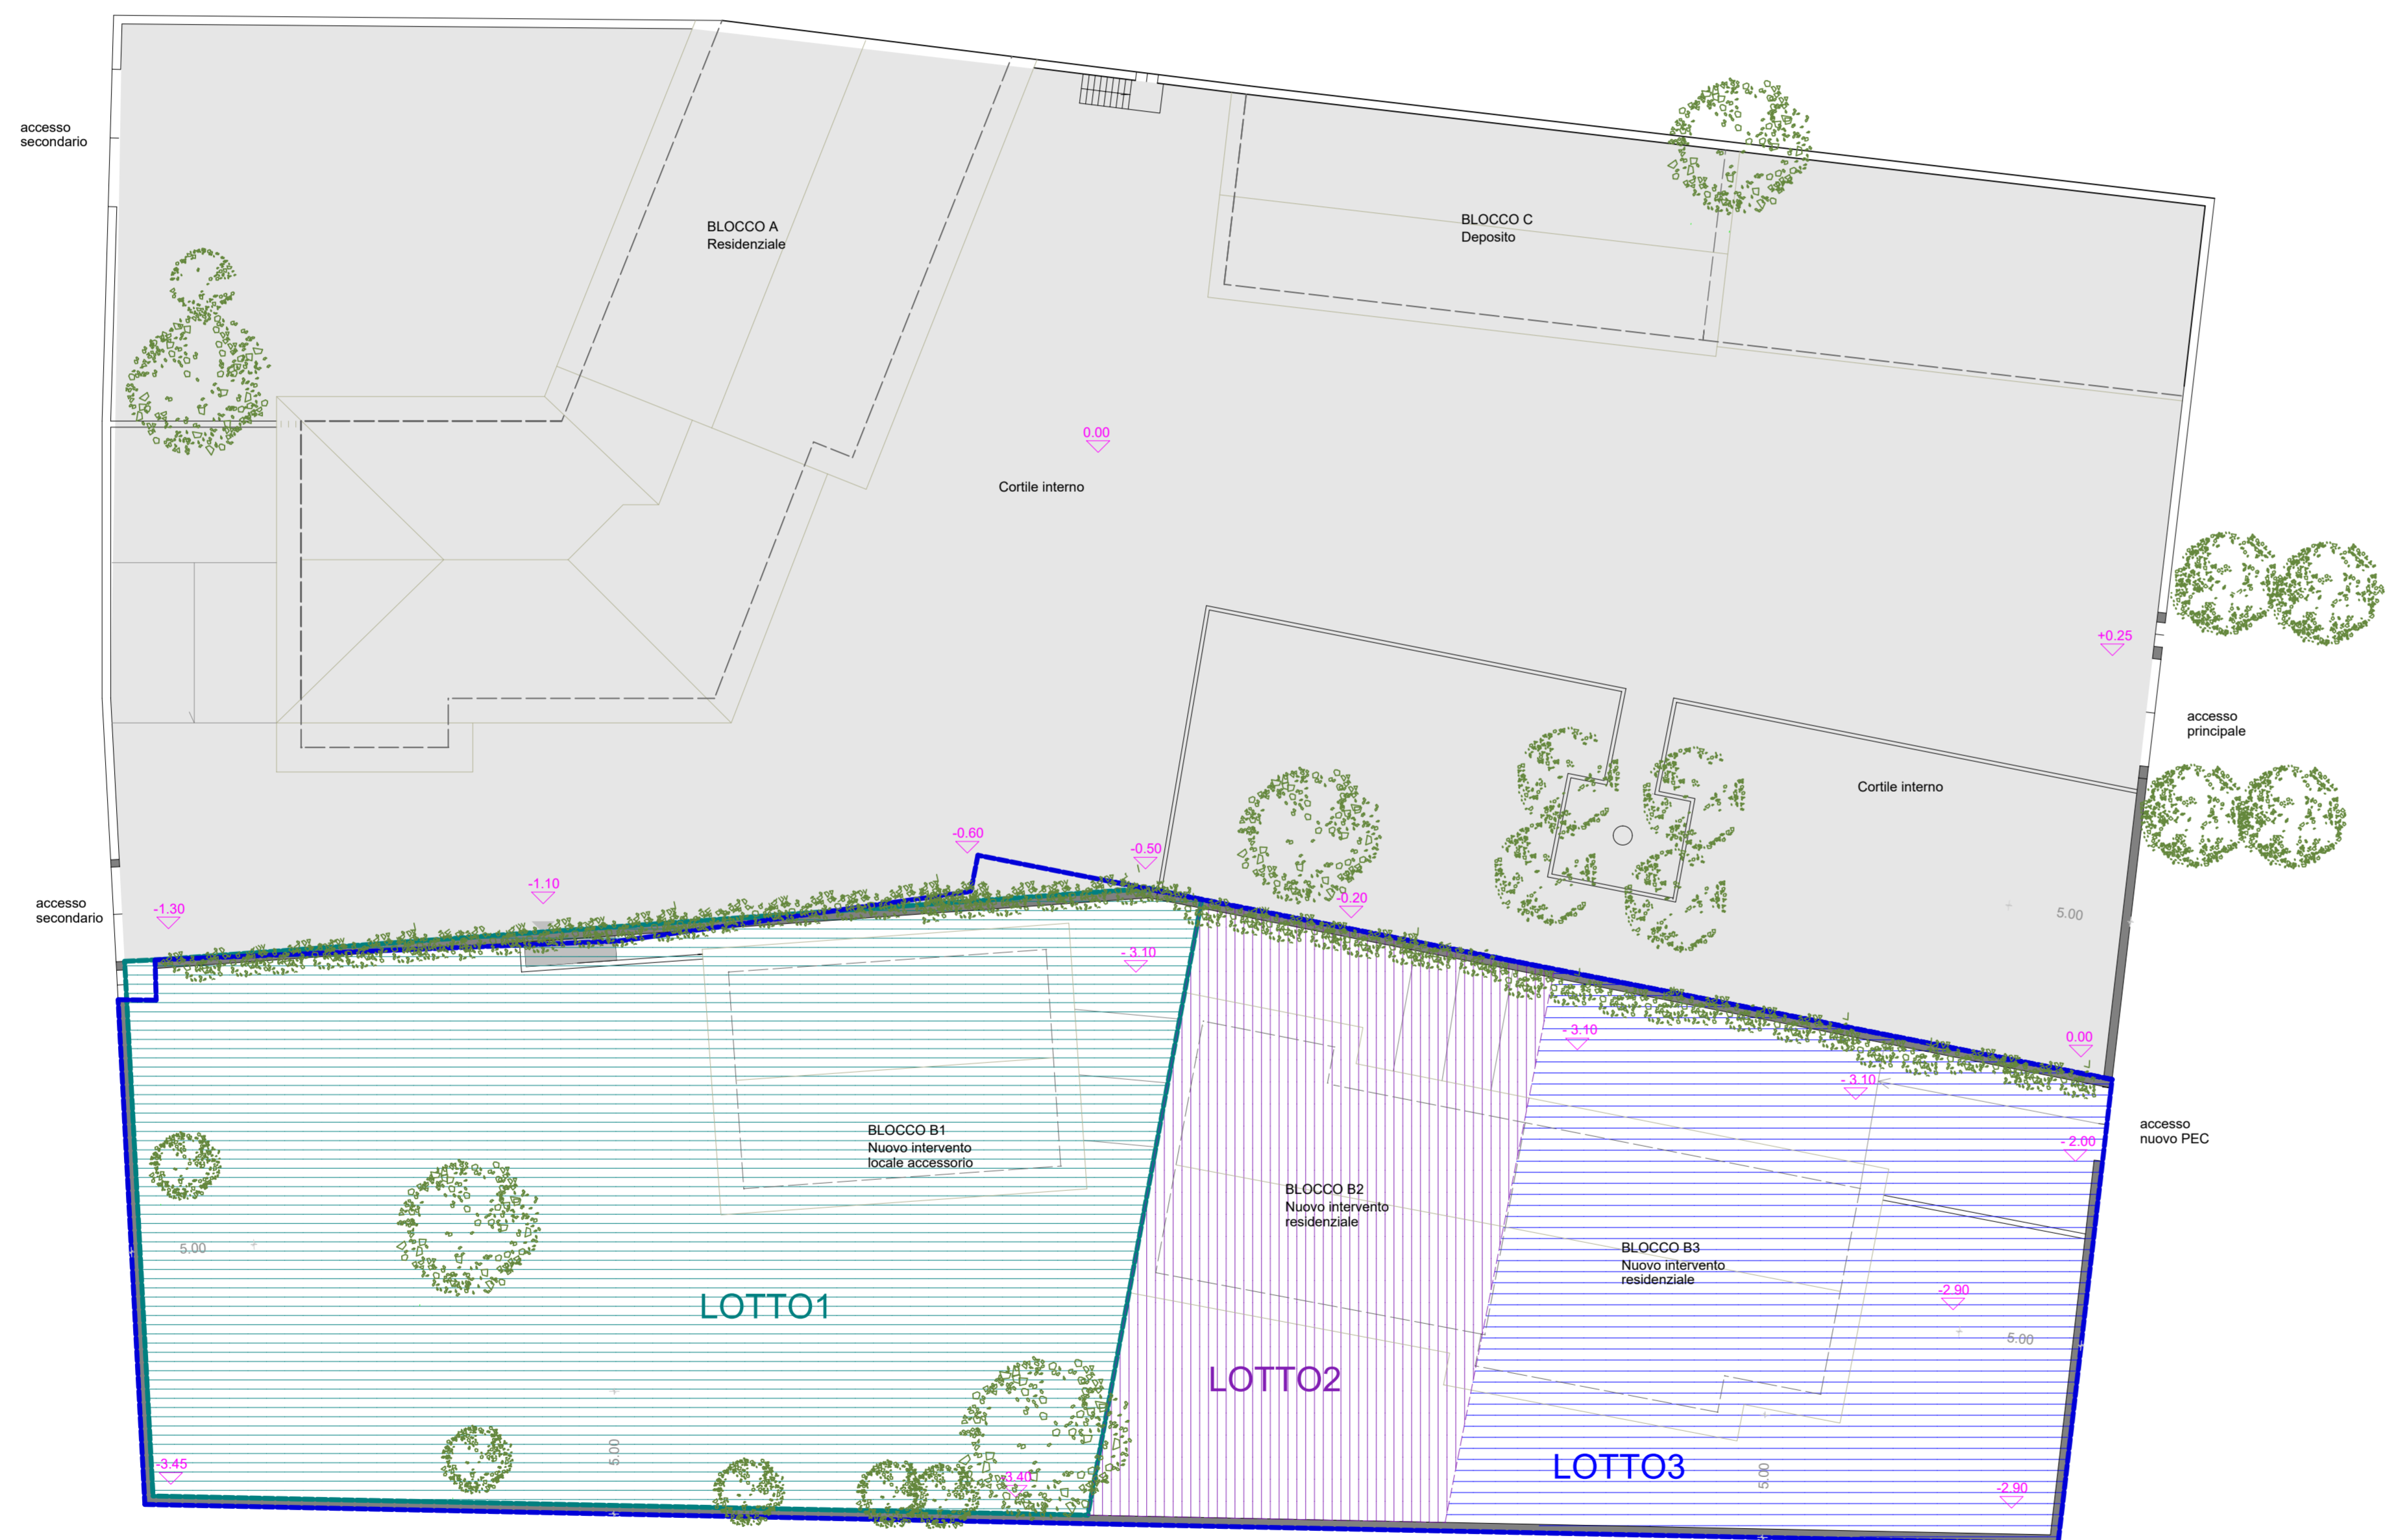 accesso
secondario
BLOCCO A
Residenziale
BLOCCO C
Deposito
0.00
Cortile interno
+0.25
accesso
principale
Cortile interno
-0.60
-0.50
-1.10
-0.20
-1.30
accesso
secondario
5.00
- 3.10
- 3.10
0.00
- 3.10
accesso
nuovo PEC
- 2.00
BLOCCO B1
Nuovo intervento
locale accessorio
BLOCCO B2
Nuovo intervento
residenziale
BLOCCO B3
Nuovo intervento
residenziale
5.00
-2.90
LOTTO1
5.00
LOTTO2
5.00
LOTTO3
-3.45
-3.40
5.00
-2.90